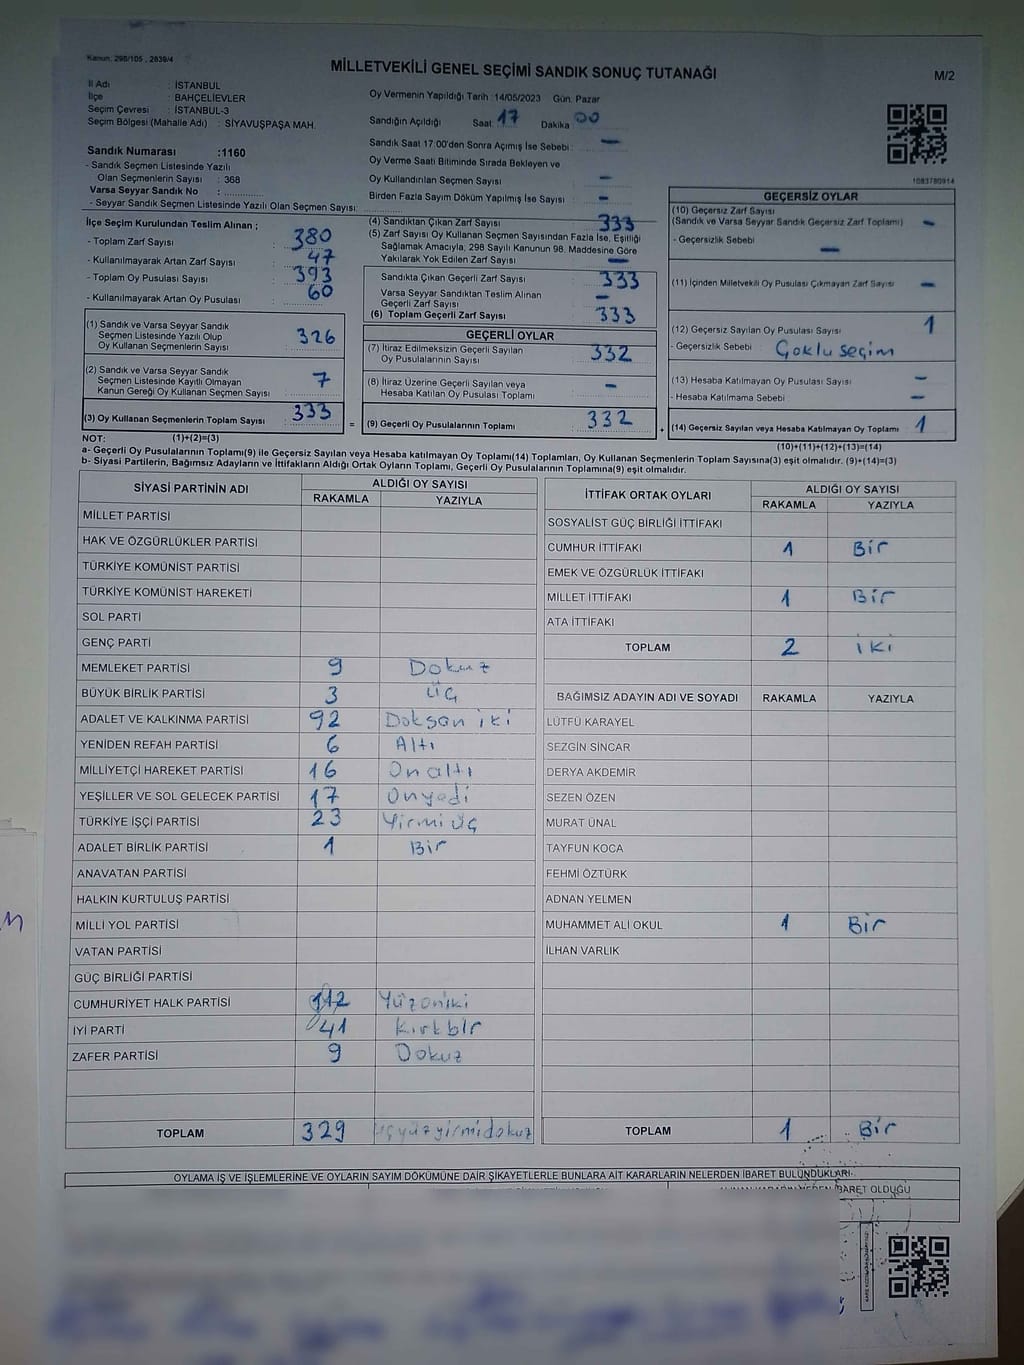 Kanun: 298/105 , 2839/4
MİLLETVEKİLİ GENEL SEÇİMİ SANDIK SONUÇ TUTANAĞI
M/2
İl Adı : İSTANBUL
İlçe : BAHÇELİEVLER
Seçim Çevresi : İSTANBUL-3
Seçim Bölgesi (Mahalle Adı) : SİYAVUŞPAŞA MAH.
Oy Vermenin Yapıldığı Tarih :14/05/2023 Gün: Pazar
Sandığın Açıldığı Saat: 17 Dakika : 00
Sandık Numarası :1160
- Sandık Seçmen Listesinde Yazılı
Olan Seçmenlerin Sayısı : 368
Varsa Seyyar Sandık No :
- Seyyar Sandık Seçmen Listesinde Yazılı Olan Seçmen Sayısı:
Sandık Saat 17:00'den Sonra Açımış İse Sebebi : —
Oy Verme Saati Bitiminde Sırada Bekleyen ve
Oy Kullandırılan Seçmen Sayısı : —
Birden Fazla Sayım Döküm Yapılmış İse Sayısı : —
1083780914
İlçe Seçim Kurulundan Teslim Alınan ;
- Toplam Zarf Sayısı : 380
- Kullanılmayarak Artan Zarf Sayısı : 47
- Toplam Oy Pusulası Sayısı : 393
- Kullanılmayarak Artan Oy Pusulası : 60
(4) Sandıktan Çıkan Zarf Sayısı : 333
(5) Zarf Sayısı Oy Kullanan Seçmen Sayısından Fazla İse, Eşitliği
Sağlamak Amacıyla, 298 Sayılı Kanunun 98. Maddesine Göre
Yakılarak Yok Edilen Zarf Sayısı : —
Sandıkta Çıkan Geçerli Zarf Sayısı : 333
Varsa Seyyar Sandıktan Teslim Alınan
Geçerli Zarf Sayısı : —
(6) Toplam Geçerli Zarf Sayısı : 333
GEÇERSİZ OYLAR
(10) Geçersiz Zarf Sayısı
(Sandık ve Varsa Seyyar Sandık Geçersiz Zarf Toplamı) : —
- Geçersizlik Sebebi : —
(11) İçinden Milletvekili Oy Pusulası Çıkmayan Zarf Sayısı : —
(12) Geçersiz Sayılan Oy Pusulası Sayısı : 1
- Geçersizlik Sebebi : Çoklu seçim
(13) Hesaba Katılmayan Oy Pusulası Sayısı : —
- Hesaba Katılmama Sebebi : —
(14) Geçersiz Sayılan veya Hesaba Katılmayan Oy Toplamı : 1
(1) Sandık ve Varsa Seyyar Sandık
Seçmen Listesinde Yazılı Olup
Oy Kullanan Seçmenlerin Sayısı : 326
(2) Sandık ve Varsa Seyyar Sandık
Seçmen Listesinde Kayıtlı Olmayan
Kanun Gereği Oy Kullanan Seçmen Sayısı : 7
(3) Oy Kullanan Seçmenlerin Toplam Sayısı : 333
GEÇERLİ OYLAR
(7) İtiraz Edilmeksizin Geçerli Sayılan
Oy Pusulalarının Sayısı : 332
(8) İtiraz Üzerine Geçerli Sayılan veya
Hesaba Katılan Oy Pusulası Toplamı : —
= (9) Geçerli Oy Pusulalarının Toplamı : 332 +
NOT: (1)+(2)=(3)
(10)+(11)+(12)+(13)=(14)
a- Geçerli Oy Pusulalarının Toplamı(9) ile Geçersiz Sayılan veya Hesaba katılmayan Oy Toplamı(14) Toplamları, Oy Kullanan Seçmenlerin Toplam Sayısına(3) eşit olmalıdır. (9)+(14)=(3)
b- Siyasi Partilerin, Bağımsız Adayların ve İttifakların Aldığı Ortak Oyların Toplamı, Geçerli Oy Pusulalarının Toplamına(9) eşit olmalıdır.
SİYASİ PARTİNİN ADI
ALDIĞI OY SAYISI
RAKAMLA YAZIYLA
MİLLET PARTİSİ
HAK VE ÖZGÜRLÜKLER PARTİSİ
TÜRKİYE KOMÜNİST PARTİSİ
TÜRKİYE KOMÜNİST HAREKETİ
SOL PARTİ
GENÇ PARTİ
MEMLEKET PARTİSİ 9 Dokuz
BÜYÜK BİRLİK PARTİSİ 3 üç
ADALET VE KALKINMA PARTİSİ 92 Doksan iki
YENİDEN REFAH PARTİSİ 6 Altı
MİLLİYETÇİ HAREKET PARTİSİ 16 Onaltı
YEŞİLLER VE SOL GELECEK PARTİSİ 17 Onyedi
TÜRKİYE İŞÇİ PARTİSİ 23 Yirmi üç
ADALET BİRLİK PARTİSİ 1 Bir
ANAVATAN PARTİSİ
HALKIN KURTULUŞ PARTİSİ
MİLLİ YOL PARTİSİ
VATAN PARTİSİ
GÜÇ BİRLİĞİ PARTİSİ
CUMHURİYET HALK PARTİSİ 112 Yüzoniki
İYİ PARTİ 41 Kırkbir
ZAFER PARTİSİ 9 Dokuz
TOPLAM 329 üçyüzyirmidokuz
İTTİFAK ORTAK OYLARI
ALDIĞI OY SAYISI
RAKAMLA YAZIYLA
SOSYALİST GÜÇ BİRLİĞİ İTTİFAKI
CUMHUR İTTİFAKI 1 Bir
EMEK VE ÖZGÜRLÜK İTTİFAKI
MİLLET İTTİFAKI 1 Bir
ATA İTTİFAKI
TOPLAM 2 iki
BAĞIMSIZ ADAYIN ADI VE SOYADI RAKAMLA YAZIYLA
LÜTFÜ KARAYEL
SEZGİN SİNCAR
DERYA AKDEMİR
SEZEN ÖZEN
MURAT ÜNAL
TAYFUN KOCA
FEHMİ ÖZTÜRK
ADNAN YELMEN
MUHAMMET ALİ OKUL 1 Bir
İLHAN VARLIK
TOPLAM 1 Bir
OYLAMA İŞ VE İŞLEMLERİNE VE OYLARIN SAYIM DÖKÜMÜNE DAİR ŞİKAYETLERLE BUNLARA AİT KARARLARIN NELERDEN İBARET BULUNDUKLARI
İBARET OLDUĞU